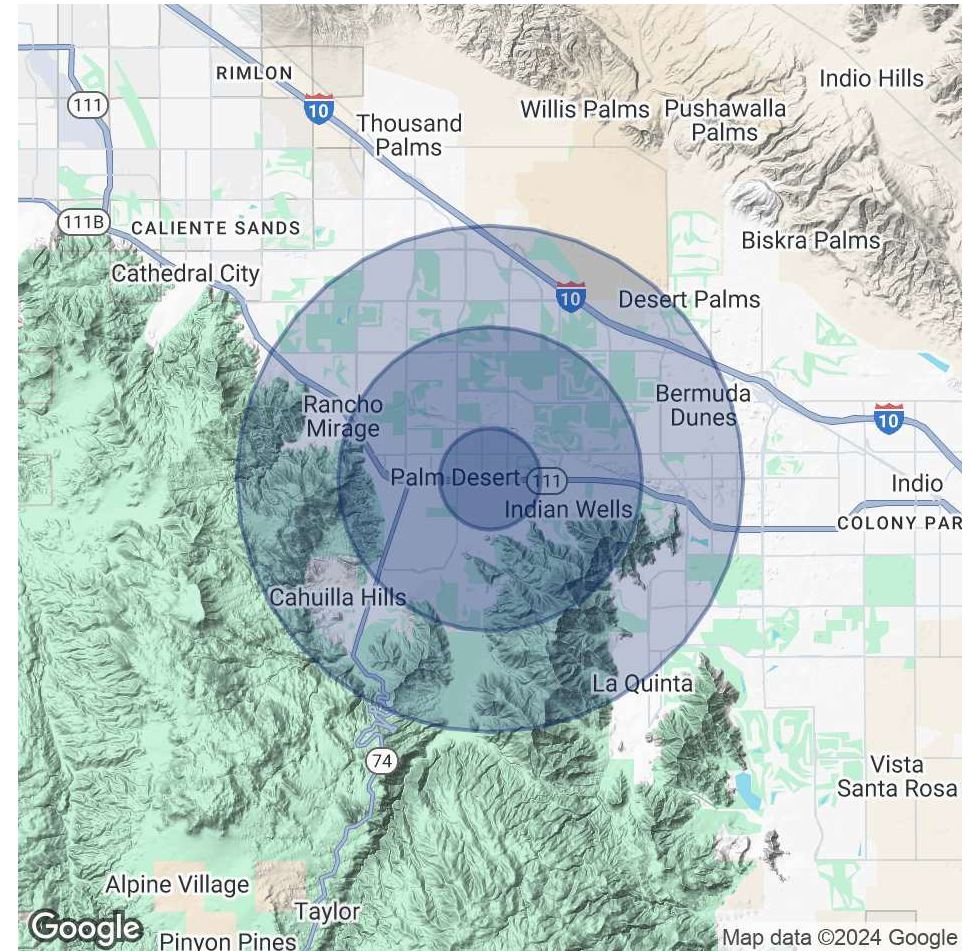 RIMLON
Indio Hills
111
10
Willis Palms
Pushawalla
Palms
Thousand
Palms
111B
CALIENTE SANDS
Biskra Palms
Cathedral City
10
Desert Palms
Bermuda
Dunes
Rancho
Mirage
10
Palm Desert
111
Indio
Indian Wells
COLONY PAR
Cahuilla Hills
La Quinta
74
Vista
Santa Rosa
Alpine Village
Taylor
Google
Pinyon Pines
Map data ©2024 Google